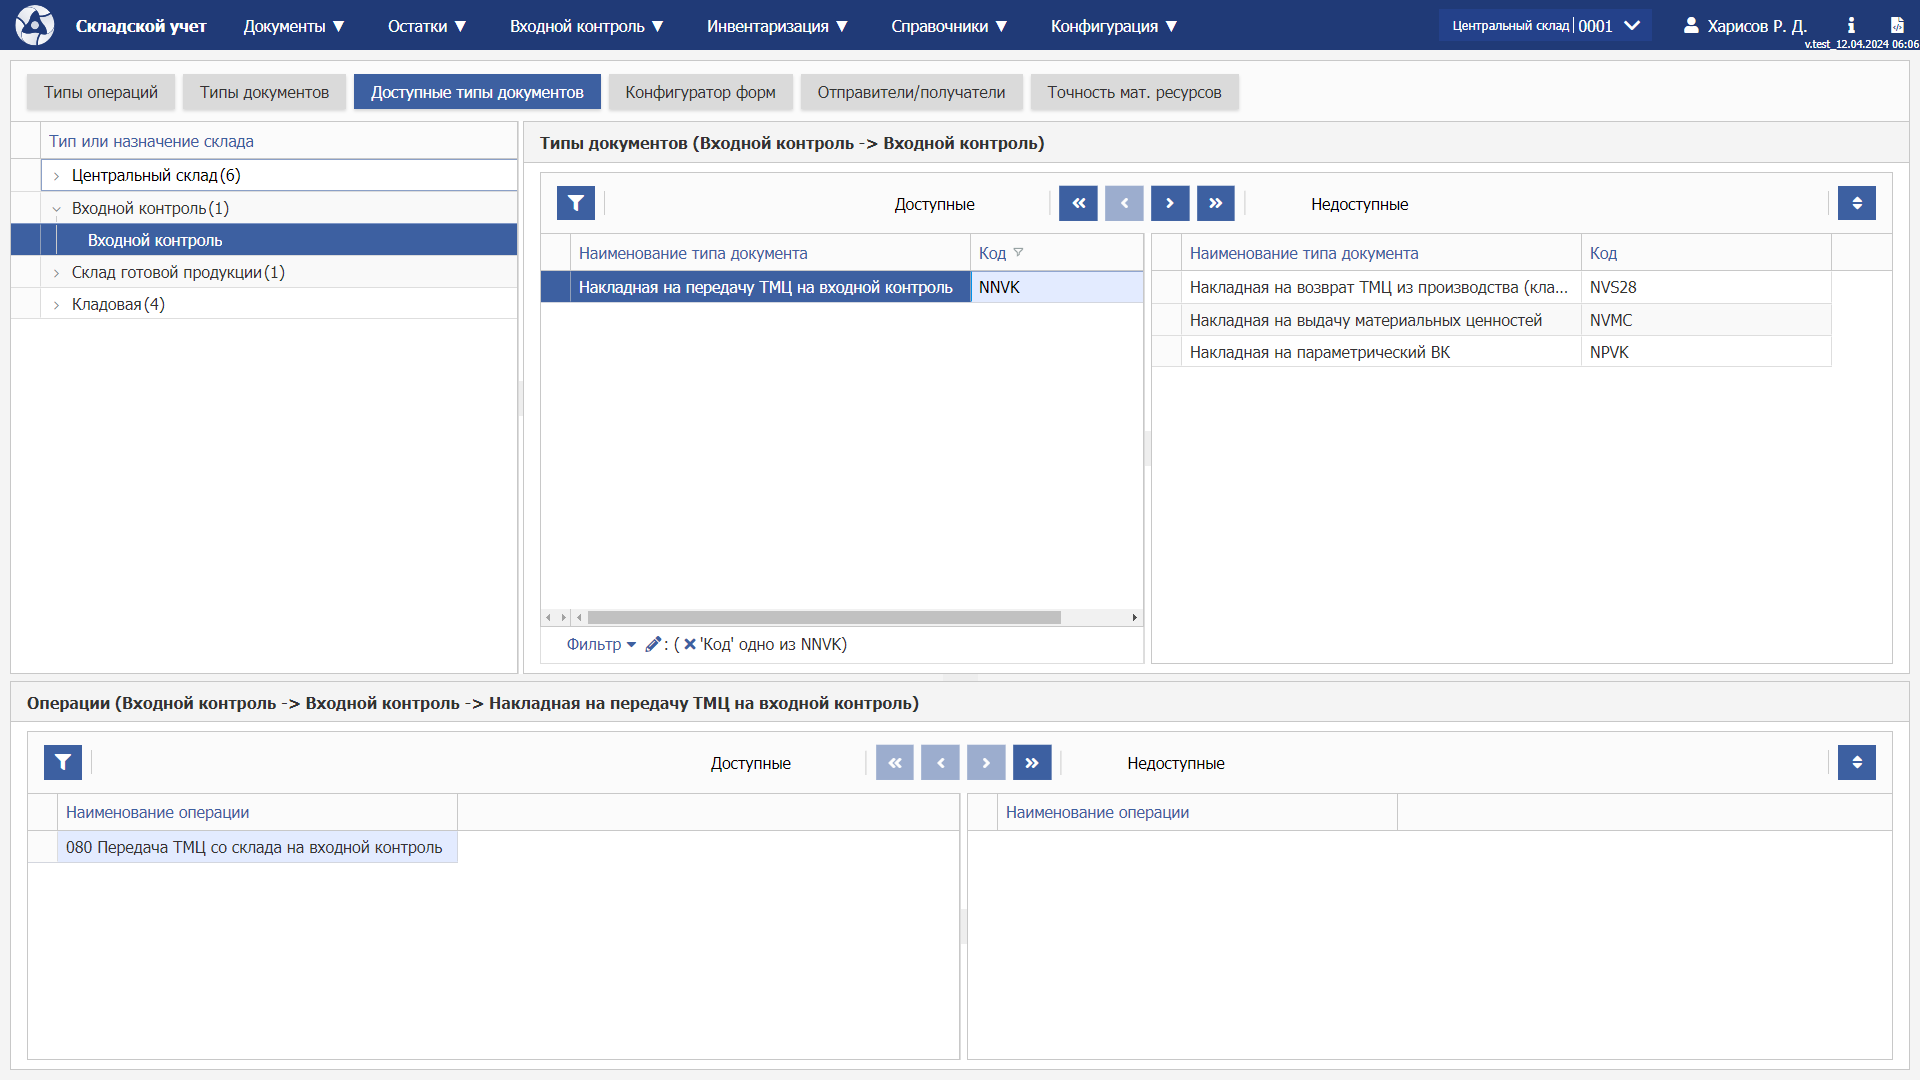 Складской учет Документы ▼ Остатки ▼ Входной контроль ▼ Инвентаризация ▼ Справочники ▼ Конфигурация ▼ Центральный склад | 0001 Харисов Р. Д.
v.test_12.04.2024 06:06
Типы операций Типы документов Доступные типы документов Конфигуратор форм Отправители/получатели Точность мат. ресурсов
Тип или назначение склада
Центральный склад (6)
Входной контроль (1)
Входной контроль
Склад готовой продукции (1)
Кладовая (4)
Типы документов (Входной контроль -> Входной контроль)
Доступные Недоступные
Наименование типа документа Код
Накладная на передачу ТМЦ на входной контроль NNVK
Фильтр : ( 'Код' одно из NNVK)
Наименование типа документа Код
Накладная на возврат ТМЦ из производства (кла... NVS28
Накладная на выдачу материальных ценностей NVMC
Накладная на параметрический ВК NPVK
Операции (Входной контроль -> Входной контроль -> Накладная на передачу ТМЦ на входной контроль)
Доступные Недоступные
Наименование операции
080 Передача ТМЦ со склада на входной контроль
Наименование операции